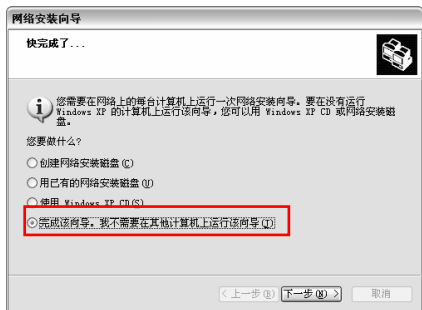 网络安装向导
快完成了...
您需要在网络上的每台计算机上运行一次网络安装向导。要在没有运行
Windows XP 的计算机上运行该向导，您可以用 Windows XP CD 或网络安装磁
盘。
您要做什么?
创建网络安装磁盘(C)
用已有的网络安装磁盘(U)
使用 Windows XP CD(S)
完成该向导。我不需要在其他计算机上运行该向导(J)
< 上一步(B)
下一步(N) >
取消